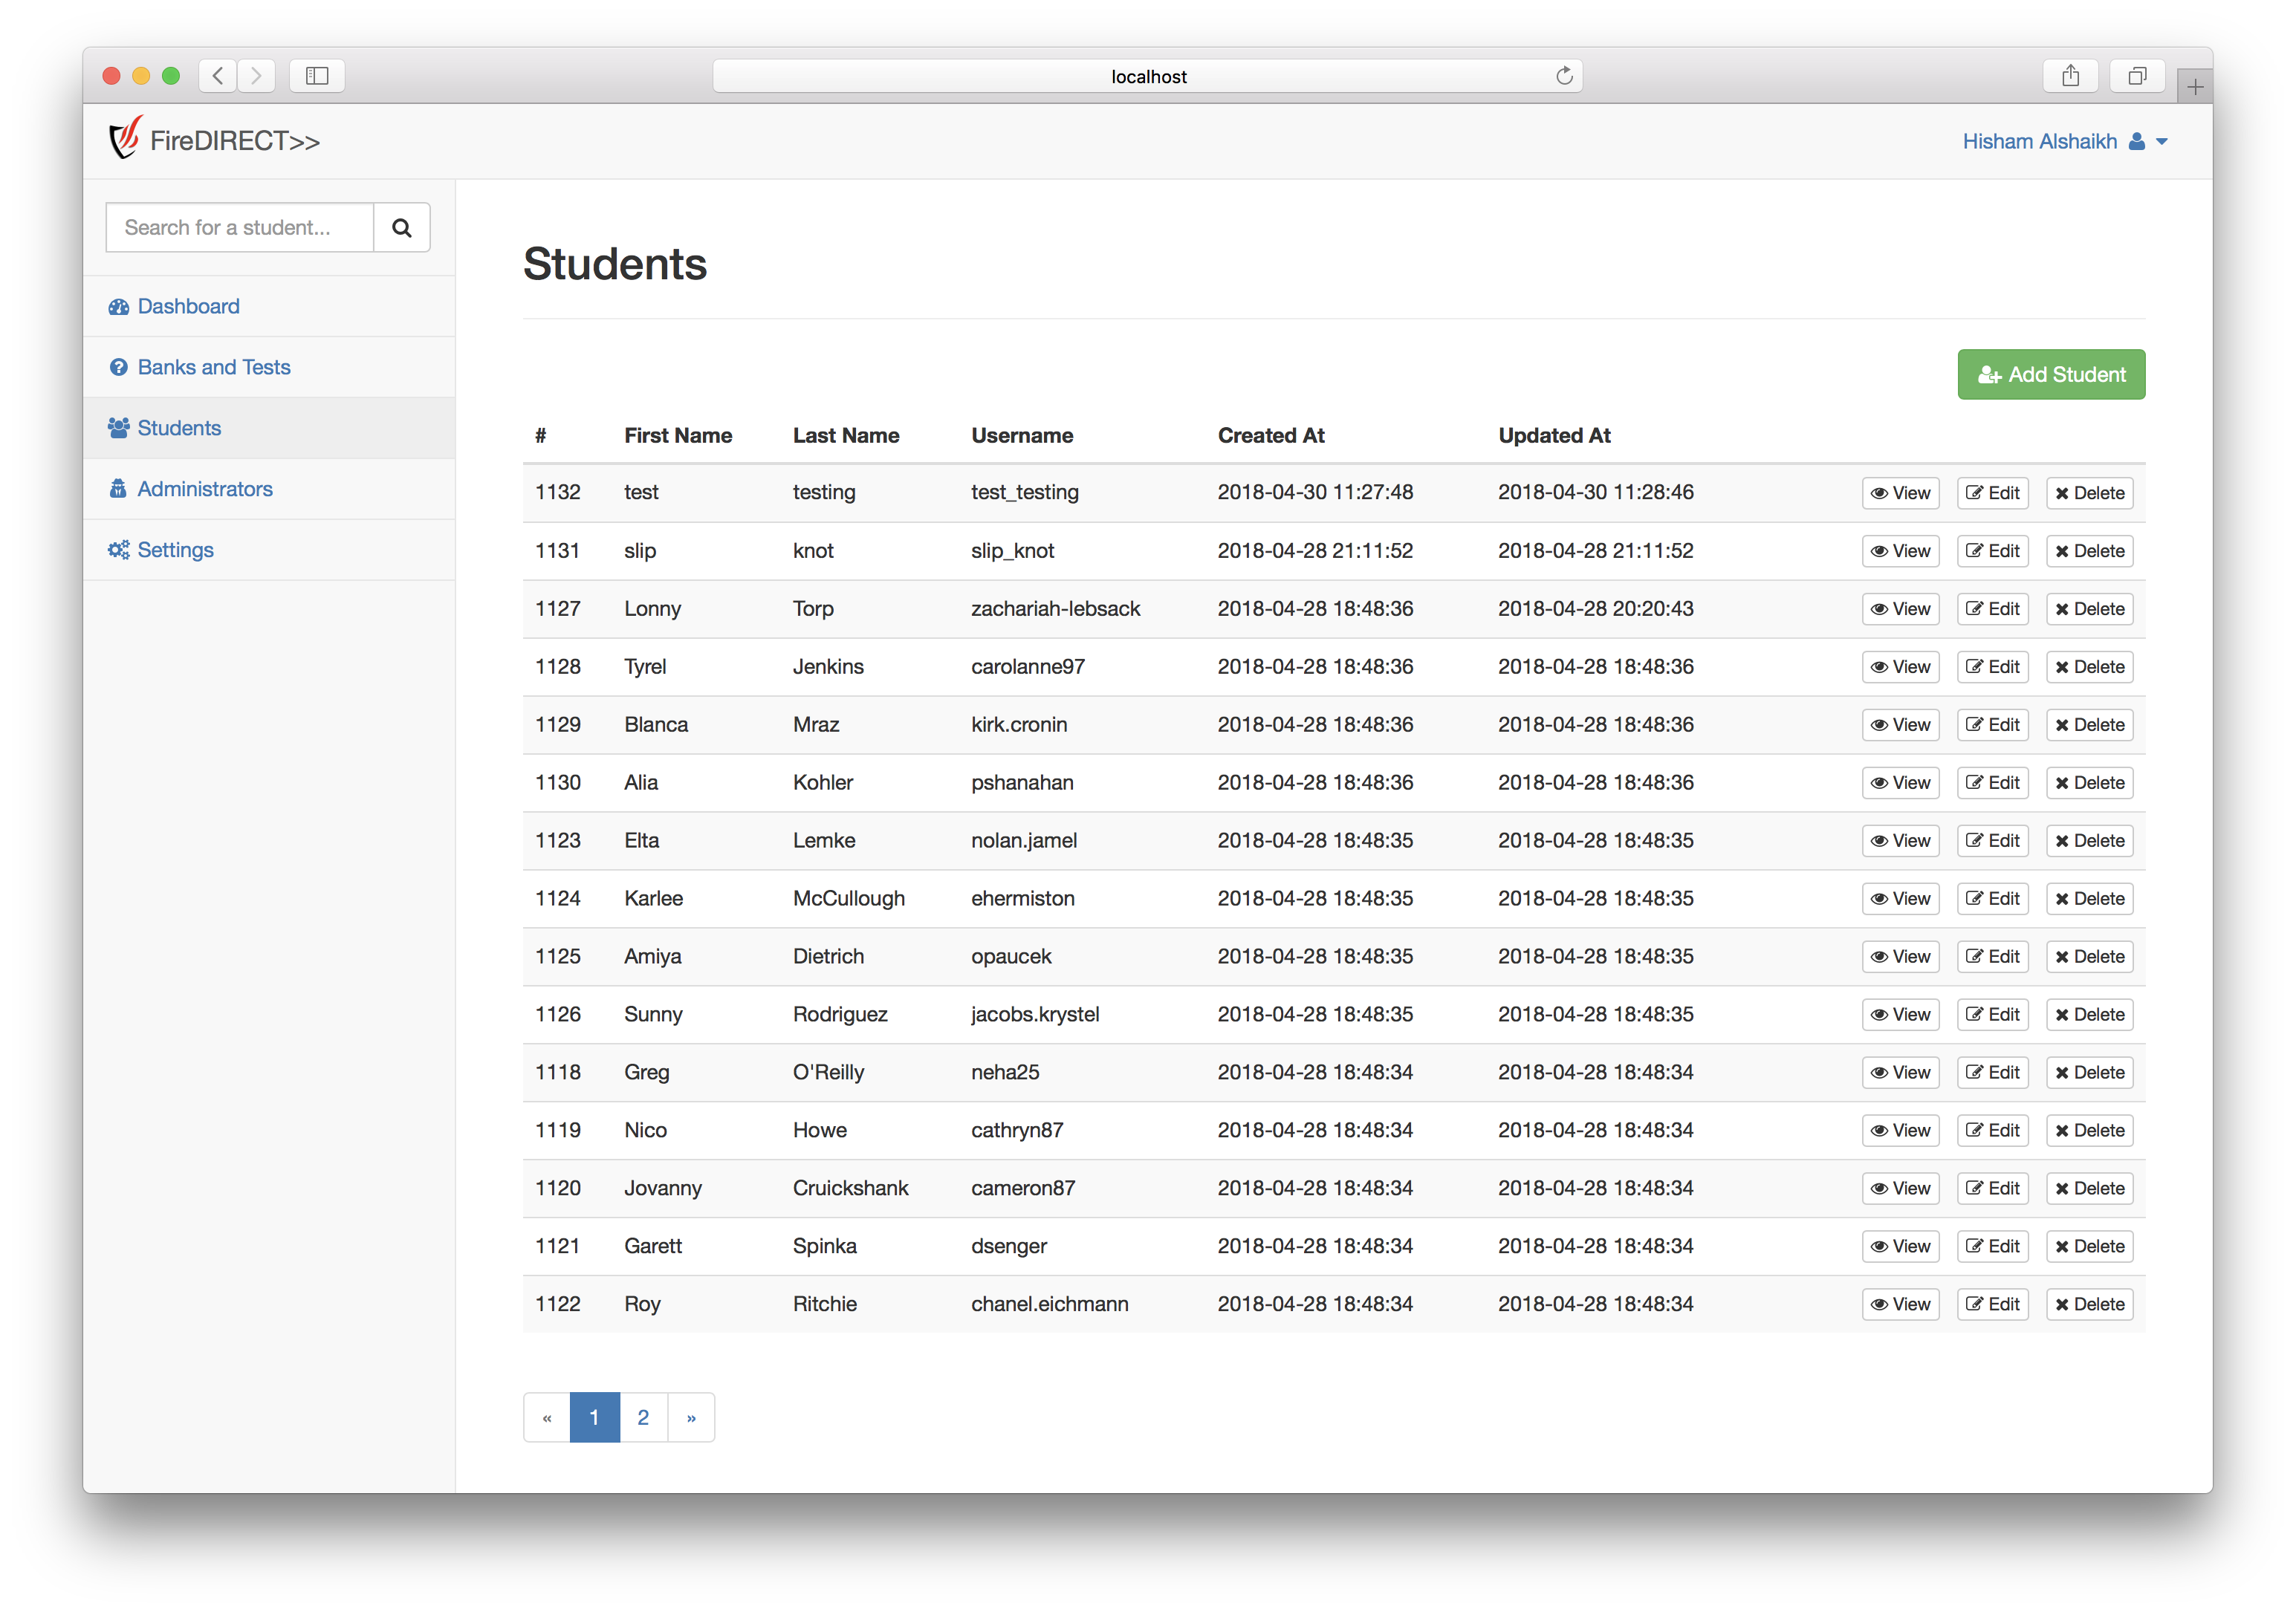 localhost
FireDIRECT>>
Hisham Alshaikh
Search for a student...
Dashboard
Banks and Tests
Students
Administrators
Settings
Students
Add Student
# First Name Last Name Username Created At Updated At
1132 test testing test_testing 2018-04-30 11:27:48 2018-04-30 11:28:46 View Edit Delete
1131 slip knot slip_knot 2018-04-28 21:11:52 2018-04-28 21:11:52 View Edit Delete
1127 Lonny Torp zachariah-lebsack 2018-04-28 18:48:36 2018-04-28 20:20:43 View Edit Delete
1128 Tyrel Jenkins carolanne97 2018-04-28 18:48:36 2018-04-28 18:48:36 View Edit Delete
1129 Blanca Mraz kirk.cronin 2018-04-28 18:48:36 2018-04-28 18:48:36 View Edit Delete
1130 Alia Kohler pshanahan 2018-04-28 18:48:36 2018-04-28 18:48:36 View Edit Delete
1123 Elta Lemke nolan.jamel 2018-04-28 18:48:35 2018-04-28 18:48:35 View Edit Delete
1124 Karlee McCullough ehermiston 2018-04-28 18:48:35 2018-04-28 18:48:35 View Edit Delete
1125 Amiya Dietrich opaucek 2018-04-28 18:48:35 2018-04-28 18:48:35 View Edit Delete
1126 Sunny Rodriguez jacobs.krystel 2018-04-28 18:48:35 2018-04-28 18:48:35 View Edit Delete
1118 Greg O'Reilly neha25 2018-04-28 18:48:34 2018-04-28 18:48:34 View Edit Delete
1119 Nico Howe cathryn87 2018-04-28 18:48:34 2018-04-28 18:48:34 View Edit Delete
1120 Jovanny Cruickshank cameron87 2018-04-28 18:48:34 2018-04-28 18:48:34 View Edit Delete
1121 Garett Spinka dsenger 2018-04-28 18:48:34 2018-04-28 18:48:34 View Edit Delete
1122 Roy Ritchie chanel.eichmann 2018-04-28 18:48:34 2018-04-28 18:48:34 View Edit Delete
« 1 2 »